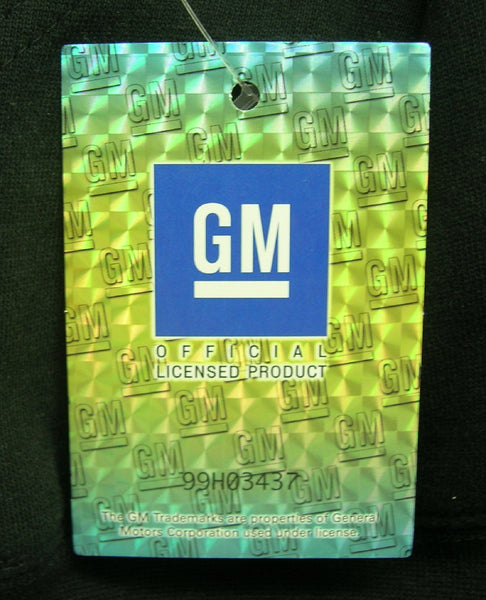 GM
OFFICIAL
LICENSED PRODUCT
99H03437
The GM Trademarks are properties of General
Motors Corporation used under license.